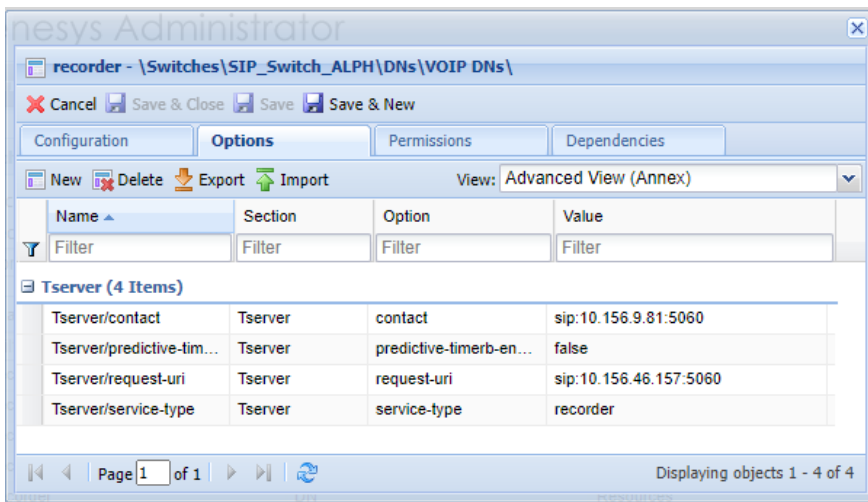 nesys Administrator
recorder - \Switches\SIP_Switch_ALPH\DNs\VOIP DNs\
Cancel Save & Close Save Save & New
Configuration Options Permissions Dependencies
New Delete Export Import View: Advanced View (Annex)
Name Section Option Value
Filter Filter Filter Filter
Tserver (4 Items)
Tserver/contact Tserver contact sip:10.156.9.81:5060
Tserver/predictive-tim... Tserver predictive-timerb-en... false
Tserver/request-uri Tserver request-uri sip:10.156.46.157:5060
Tserver/service-type Tserver service-type recorder
Page 1 of 1 Displaying objects 1 - 4 of 4
DN Resources